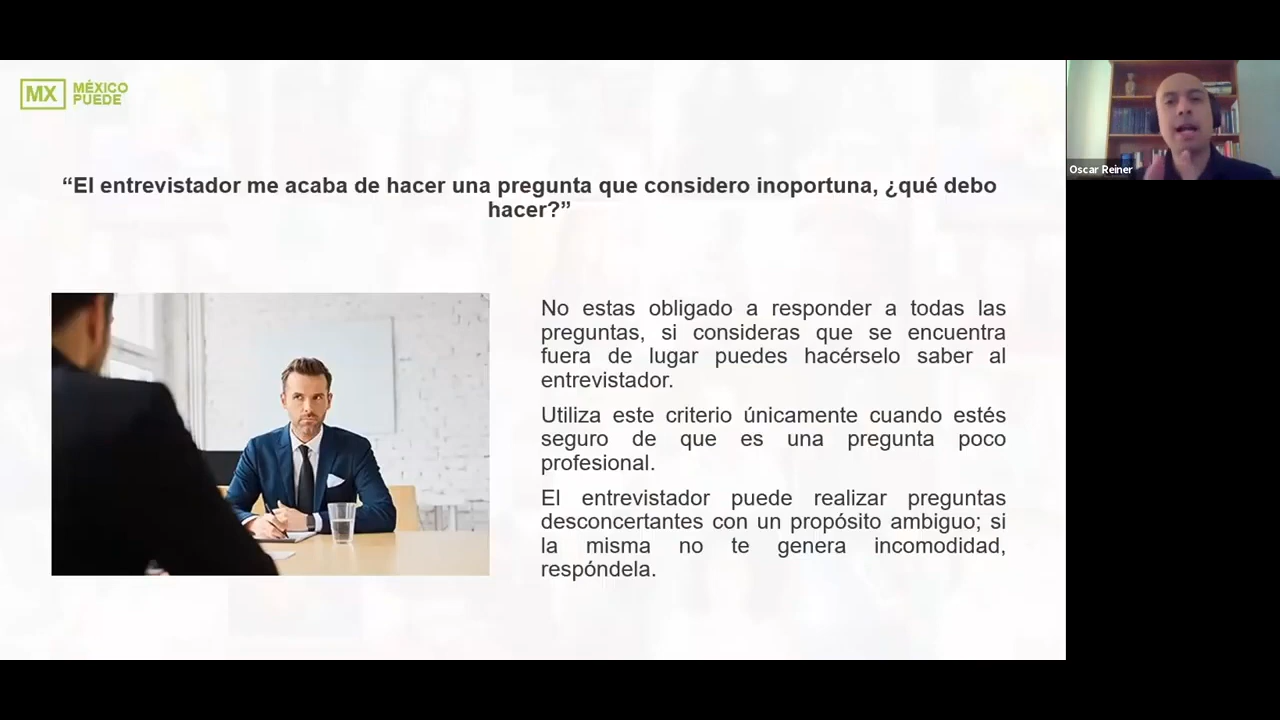 MX MÉXICO
PUEDE
“El entrevistador me acaba de hacer una pregunta que considero inoportuna, ¿qué debo
hacer?”
No estas obligado a responder a todas las
preguntas, si consideras que se encuentra
fuera de lugar puedes hacérselo saber al
entrevistador.
Utiliza este criterio únicamente cuando estés
seguro de que es una pregunta poco
profesional.
El entrevistador puede realizar preguntas
desconcertantes con un propósito ambiguo; si
la misma no te genera incomodidad,
respóndela.
Oscar Reiner